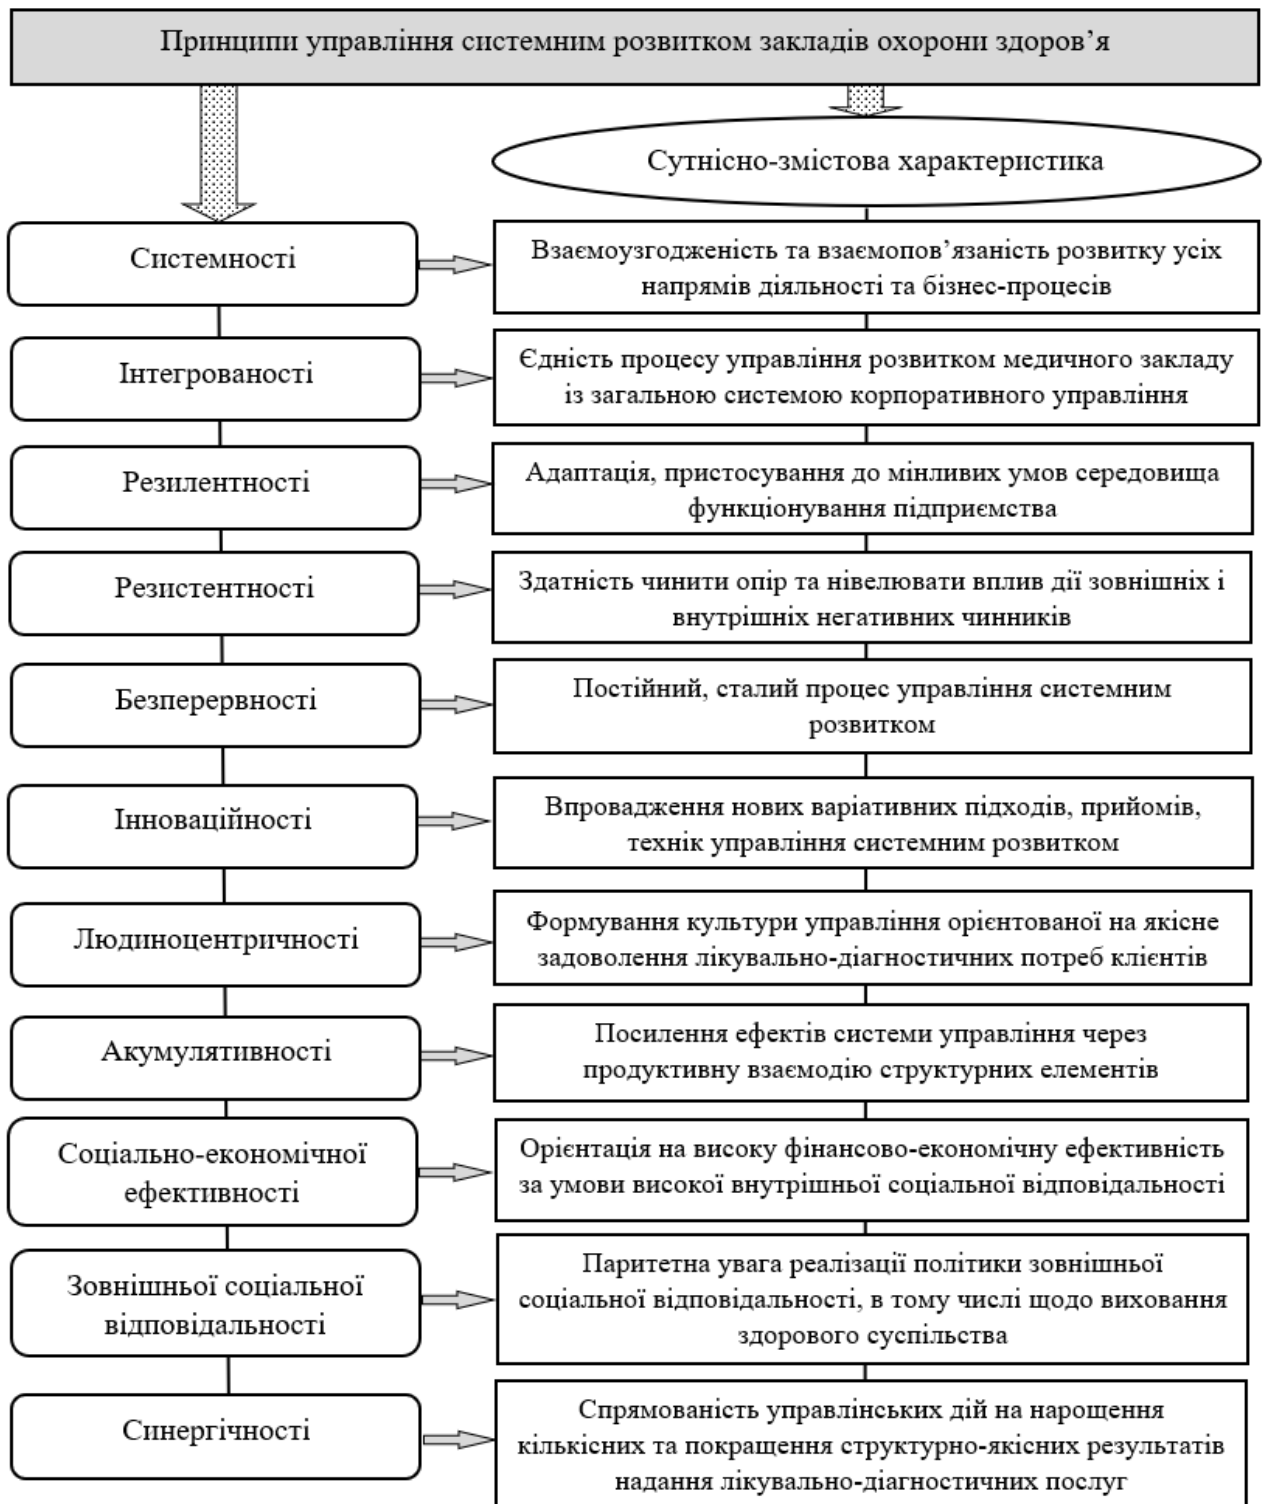 Принципи управління системним розвитком закладів охорони здоров’я
Сутнісно-змістова характеристика
Системності
Взаємоузгодженість та взаємопов’язаність розвитку усіх
напрямів діяльності та бізнес-процесів
Інтегрованості
Єдність процесу управління розвитком медичного закладу
із загальною системою корпоративного управління
Резилентності
Адаптація, пристосування до мінливих умов середовища
функціонування підприємства
Резистентності
Здатність чинити опір та нівелювати вплив дії зовнішніх і
внутрішніх негативних чинників
Безперервності
Постійний, сталий процес управління системним
розвитком
Інноваційності
Впровадження нових варіативних підходів, прийомів,
технік управління системним розвитком
Людиноцентричності
Формування культури управління орієнтованої на якісне
задоволення лікувально-діагностичних потреб клієнтів
Акумулятивності
Посилення ефектів системи управління через
продуктивну взаємодію структурних елементів
Соціально-економічної
ефективності
Орієнтація на високу фінансово-економічну ефективність
за умови високої внутрішньої соціальної відповідальності
Зовнішньої соціальної
відповідальності
Паритетна увага реалізації політики зовнішньої
соціальної відповідальності, в тому числі щодо виховання
здорового суспільства
Синергічності
Спрямованість управлінських дій на нарощення
кількісних та покращення структурно-якісних результатів
надання лікувально-діагностичних послуг